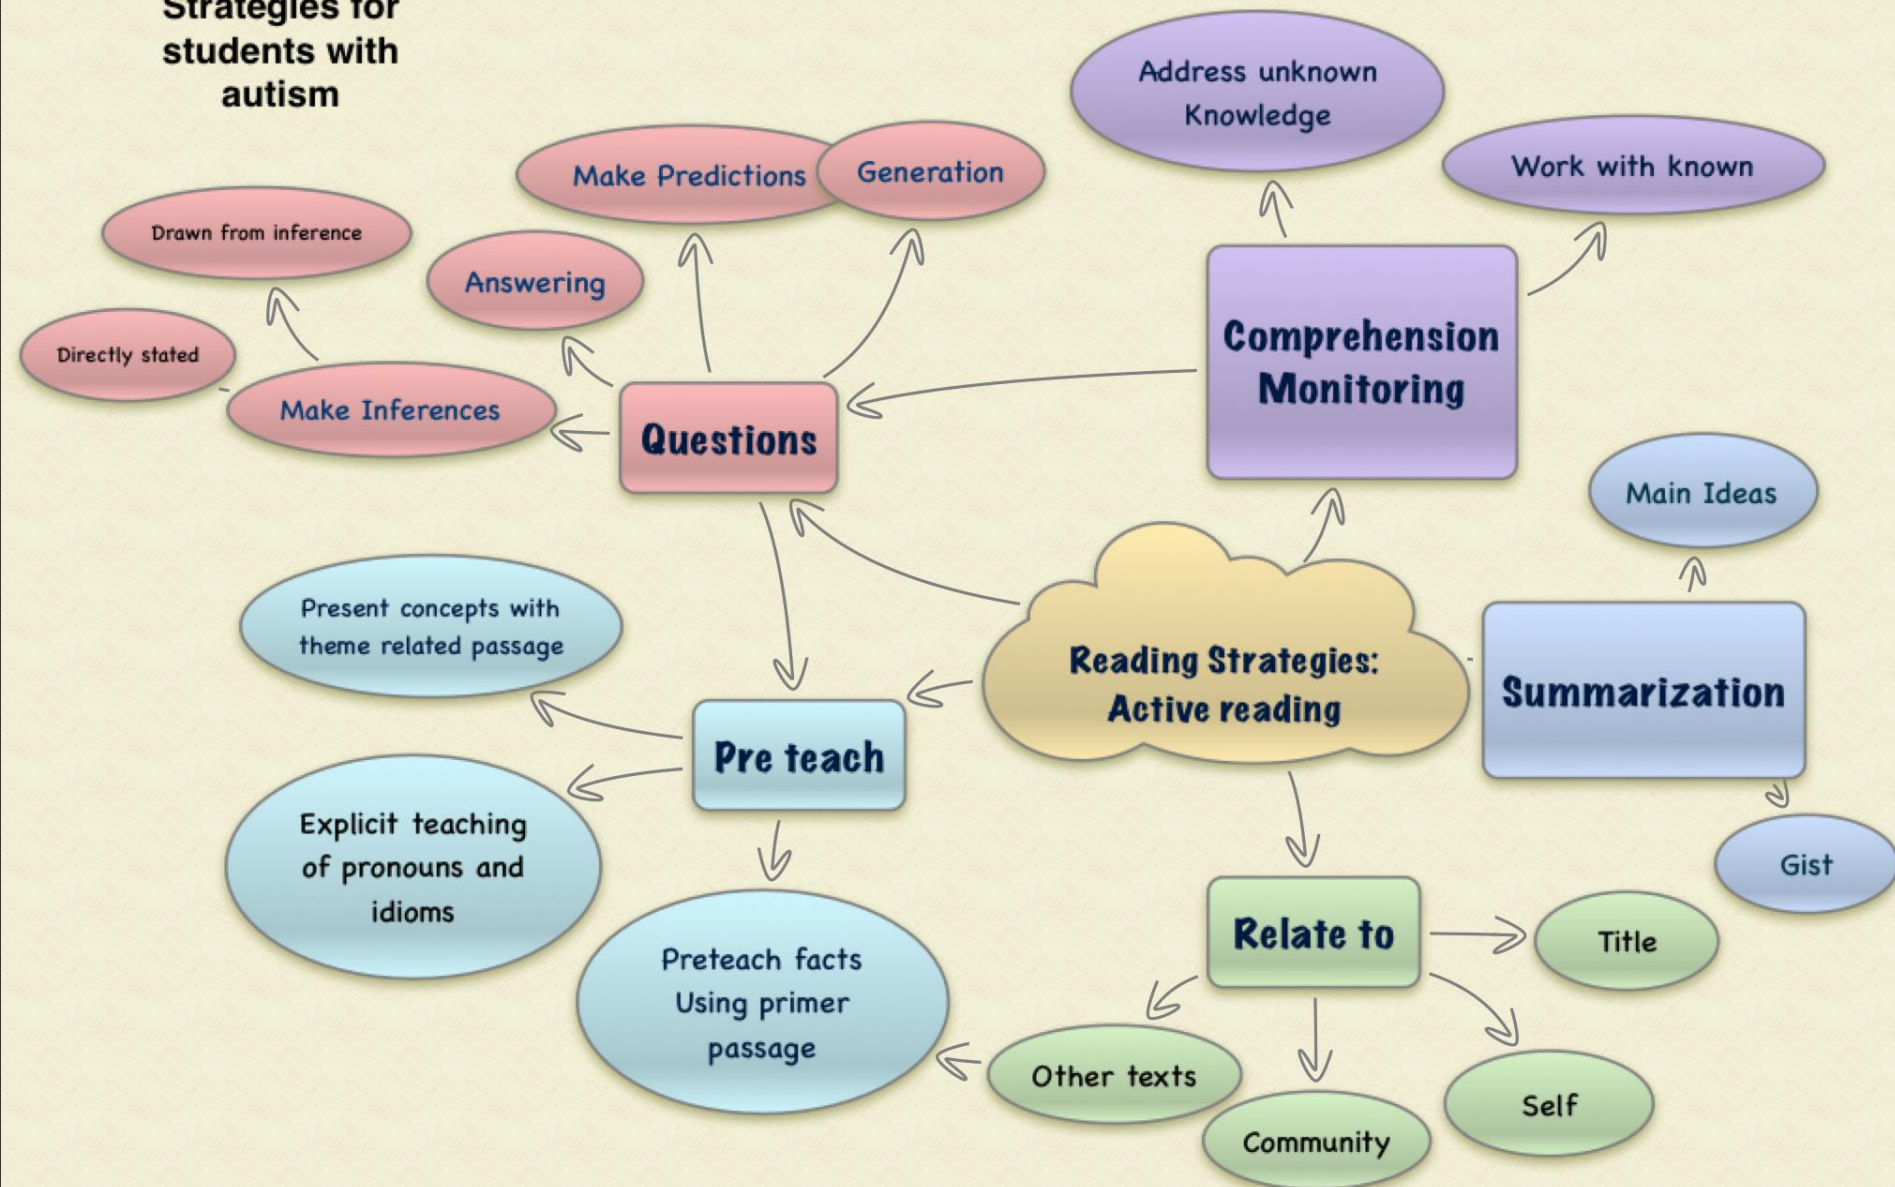 Strategies for
students with
autism
Address unknown
Knowledge
Work with known
Make Predictions
Generation
Drawn from inference
Answering
Directly stated
Make Inferences
Questions
Comprehension
Monitoring
Main Ideas
Present concepts with
theme related passage
Reading Strategies:
Active reading
Summarization
Pre teach
Explicit teaching
of pronouns and
idioms
Gist
Relate to
Title
Preteach facts
Using primer
passage
Other texts
Self
Community